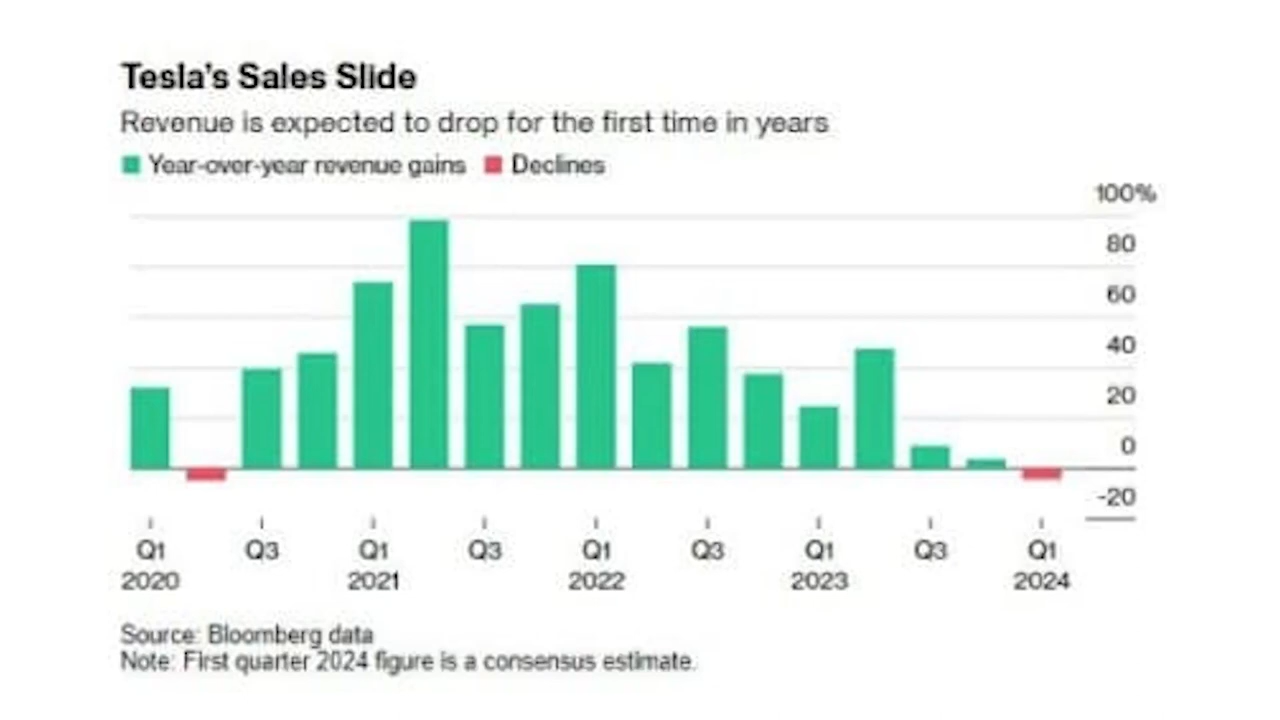 Tesla's Sales Slide
Revenue is expected to drop for the first time in years
Year-over-year revenue gains Declines
100%
80
60
40
20
0
-20
Q1 Q3 Q1 Q3 Q1 Q3 Q1 Q3 Q1
2020 2021 2022 2023 2024
Source: Bloomberg data
Note: First quarter 2024 figure is a consensus estimate.